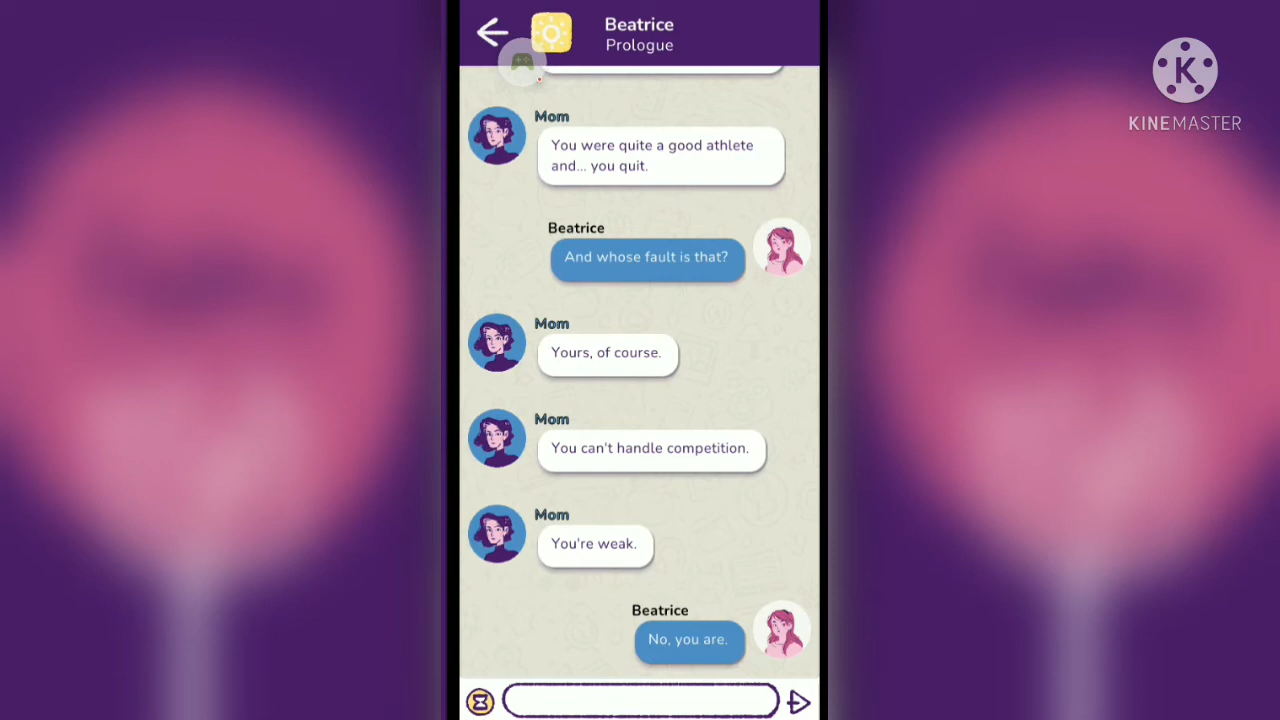 Beatrice
Prologue
K
KINEMASTER
Mom
You were quite a good athlete
and... you quit.
Beatrice
And whose fault is that?
Mom
Yours, of course.
Mom
You can't handle competition.
Mom
You're weak.
Beatrice
No, you are.